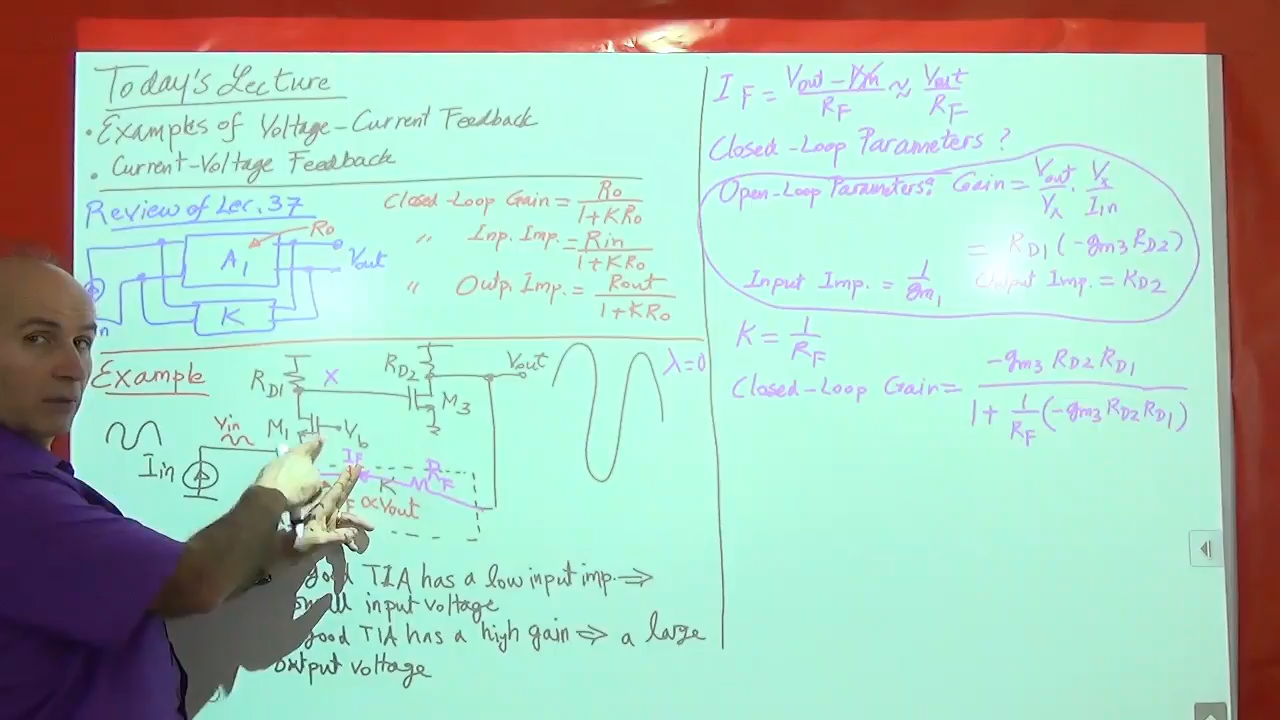 Today's Lecture
• Examples of Voltage-Current Feedback
• Current-Voltage Feedback
Review of Lec. 37
Ro
A1
Vout
K
Closed-Loop Gain = Ro / 1+KRo
" Inp. Imp. = Rin / 1+KRo
" Outp. Imp. = Rout / 1+KRo
Example
RD1
X
RD2
Vout
M3
λ=0
M1
Vb
Vin
Iin
IF
RF
K
∝Vout
good TIA has a low input imp. ⇒
small input voltage
good TIA has a high gain ⇒ a large
output voltage
IF = Vout - Vin / RF ≈ Vout / RF
Closed-Loop Parameters ?
Open-Loop Parameters: Gain = Vout / Vx . Vx / Iin
= RD1 (-gm3 RD2)
Input Imp. = 1 / gm1 Output Imp. = RD2
K = 1 / RF
Closed-Loop Gain = -gm3 RD2 RD1 / 1 + 1 / RF (-gm3 RD2 RD1)